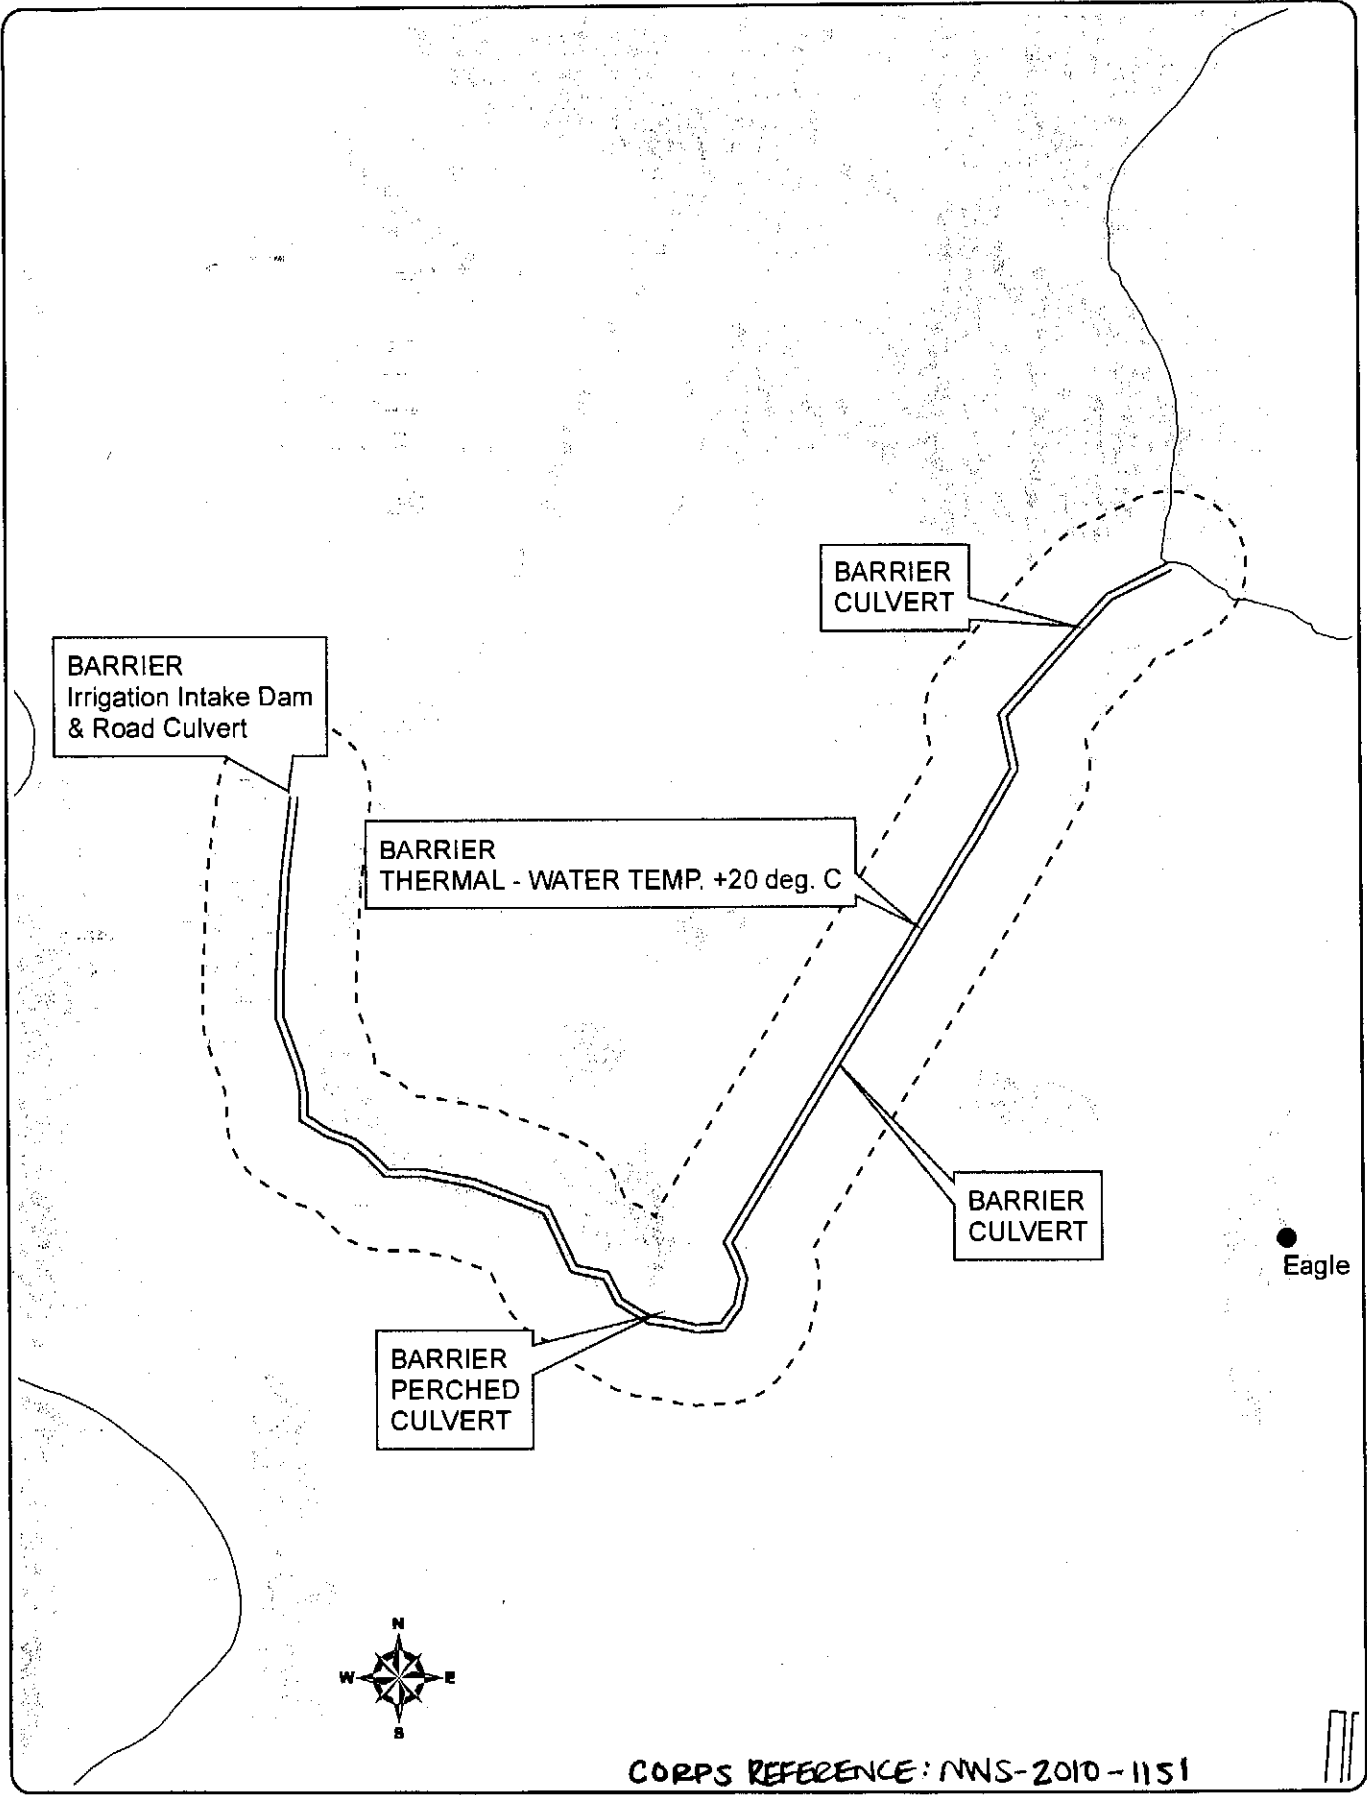 BARRIER
CULVERT
BARRIER
Irrigation Intake Dam
& Road Culvert
BARRIER
THERMAL - WATER TEMP. +20 deg. C
BARRIER
CULVERT
Eagle
BARRIER
PERCHED
CULVERT
N
W
E
S
CORPS REFERENCE: NWS-2010-1151